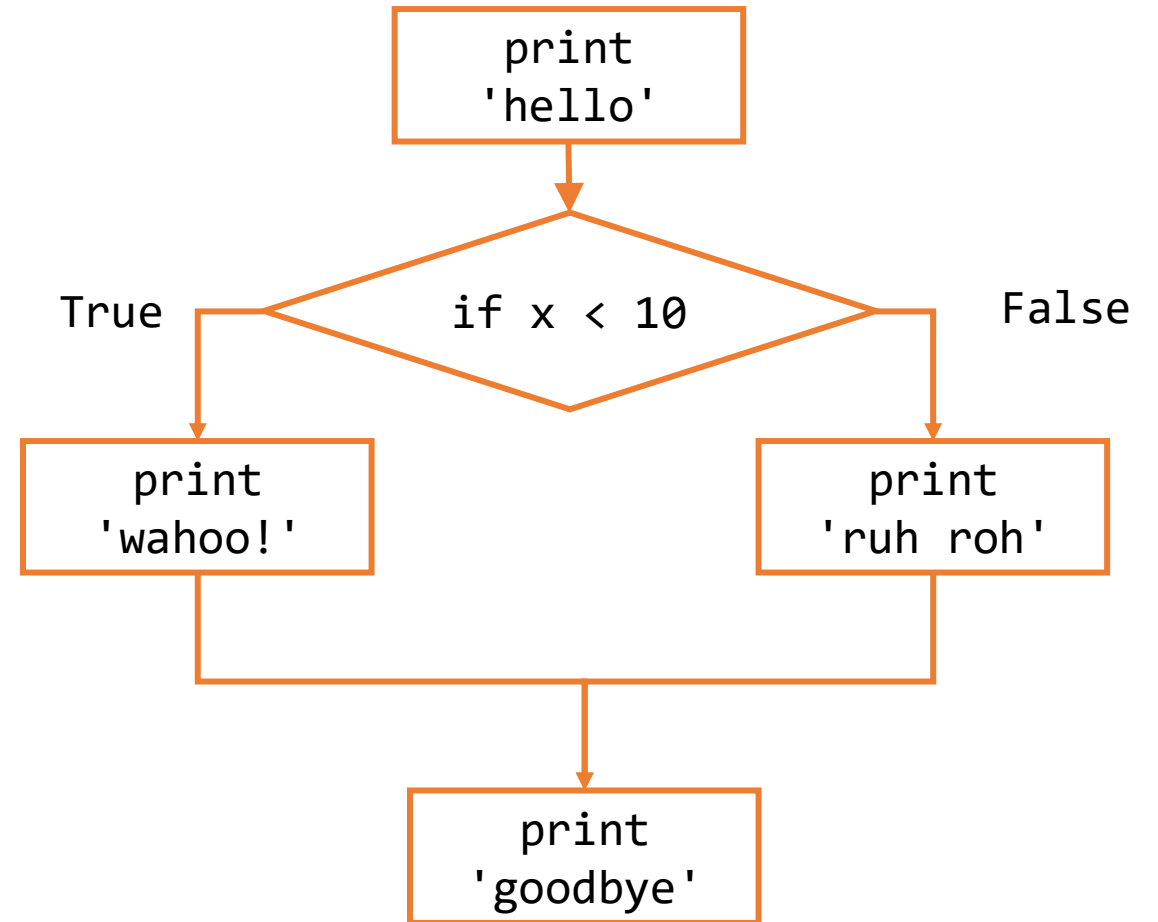 print
'hello'
if x < 10
True
False
print
'wahoo!'
print
'ruh roh'
print
'goodbye'